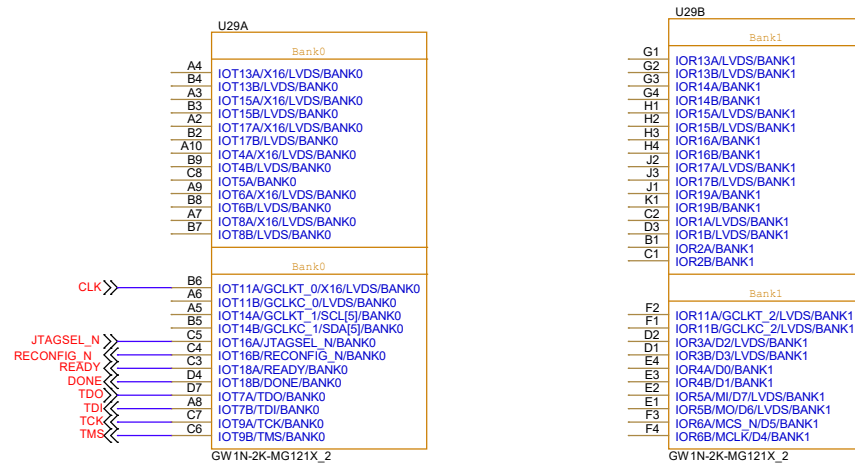 U29A
Bank0
A4 IOT13A/X16/LVDS/BANK0
B4 IOT13B/LVDS/BANK0
A3 IOT15A/X16/LVDS/BANK0
B3 IOT15B/LVDS/BANK0
A2 IOT17A/X16/LVDS/BANK0
B2 IOT17B/LVDS/BANK0
A10 IOT4A/X16/LVDS/BANK0
B9 IOT4B/LVDS/BANK0
C8 IOT5A/BANK0
A9 IOT6A/X16/LVDS/BANK0
B8 IOT6B/LVDS/BANK0
A7 IOT8A/X16/LVDS/BANK0
B7 IOT8B/LVDS/BANK0
Bank0
CLK B6 IOT11A/GCLKT_0/X16/LVDS/BANK0
A6 IOT11B/GCLKC_0/LVDS/BANK0
A5 IOT14A/GCLKT_1/SCL[5]/BANK0
B5 IOT14B/GCLKC_1/SDA[5]/BANK0
JTAGSEL_N C5 IOT16A/JTAGSEL_N/BANK0
RECONFIG_N C4 IOT16B/RECONFIG_N/BANK0
READY C3 IOT18A/READY/BANK0
DONE D4 IOT18B/DONE/BANK0
TDO D7 IOT7A/TDO/BANK0
TDI A8 IOT7B/TDI/BANK0
TCK C7 IOT9A/TCK/BANK0
TMS C6 IOT9B/TMS/BANK0
GW1N-2K-MG121X_2
U29B
Bank1
G1 IOR13A/LVDS/BANK1
G2 IOR13B/LVDS/BANK1
G3 IOR14A/BANK1
G4 IOR14B/BANK1
H1 IOR15A/LVDS/BANK1
H2 IOR15B/LVDS/BANK1
H3 IOR16A/BANK1
H4 IOR16B/BANK1
J2 IOR17A/LVDS/BANK1
J3 IOR17B/LVDS/BANK1
J1 IOR19A/BANK1
K1 IOR19B/BANK1
C2 IOR1A/LVDS/BANK1
D3 IOR1B/LVDS/BANK1
B1 IOR2A/BANK1
C1 IOR2B/BANK1
Bank1
F2 IOR11A/GCLKT_2/LVDS/BANK1
F1 IOR11B/GCLKC_2/LVDS/BANK1
D2 IOR3A/D2/LVDS/BANK1
D1 IOR3B/D3/LVDS/BANK1
E4 IOR4A/D0/BANK1
E3 IOR4B/D1/BANK1
E2 IOR5A/MI/D7/LVDS/BANK1
E1 IOR5B/MO/D6/LVDS/BANK1
F3 IOR6A/MCS_N/D5/BANK1
F4 IOR6B/MCLK/D4/BANK1
GW1N-2K-MG121X_2